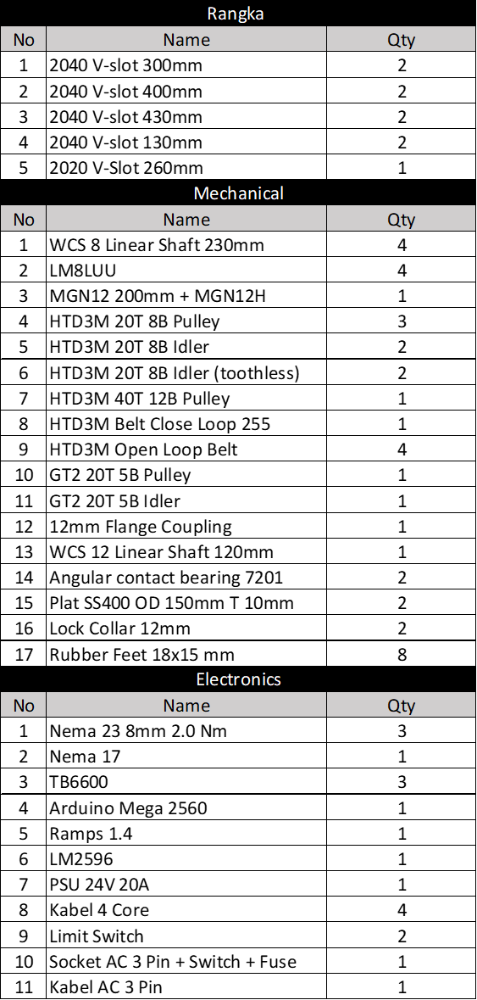 Rangka
No Name Qty
1 2040 V-slot 300mm 2
2 2040 V-slot 400mm 2
3 2040 V-slot 430mm 2
4 2040 V-slot 130mm 2
5 2020 V-Slot 260mm 1
Mechanical
No Name Qty
1 WCS 8 Linear Shaft 230mm 4
2 LM8LUU 4
3 MGN12 200mm + MGN12H 1
4 HTD3M 20T 8B Pulley 3
5 HTD3M 20T 8B Idler 2
6 HTD3M 20T 8B Idler (toothless) 2
7 HTD3M 40T 12B Pulley 1
8 HTD3M Belt Close Loop 255 1
9 HTD3M Open Loop Belt 4
10 GT2 20T 5B Pulley 1
11 GT2 20T 5B Idler 1
12 12mm Flange Coupling 1
13 WCS 12 Linear Shaft 120mm 1
14 Angular contact bearing 7201 2
15 Plat SS400 OD 150mm T 10mm 2
16 Lock Collar 12mm 2
17 Rubber Feet 18x15 mm 8
Electronics
No Name Qty
1 Nema 23 8mm 2.0 Nm 3
2 Nema 17 1
3 TB6600 3
4 Arduino Mega 2560 1
5 Ramps 1.4 1
6 LM2596 1
7 PSU 24V 20A 1
8 Kabel 4 Core 4
9 Limit Switch 2
10 Socket AC 3 Pin + Switch + Fuse 1
11 Kabel AC 3 Pin 1